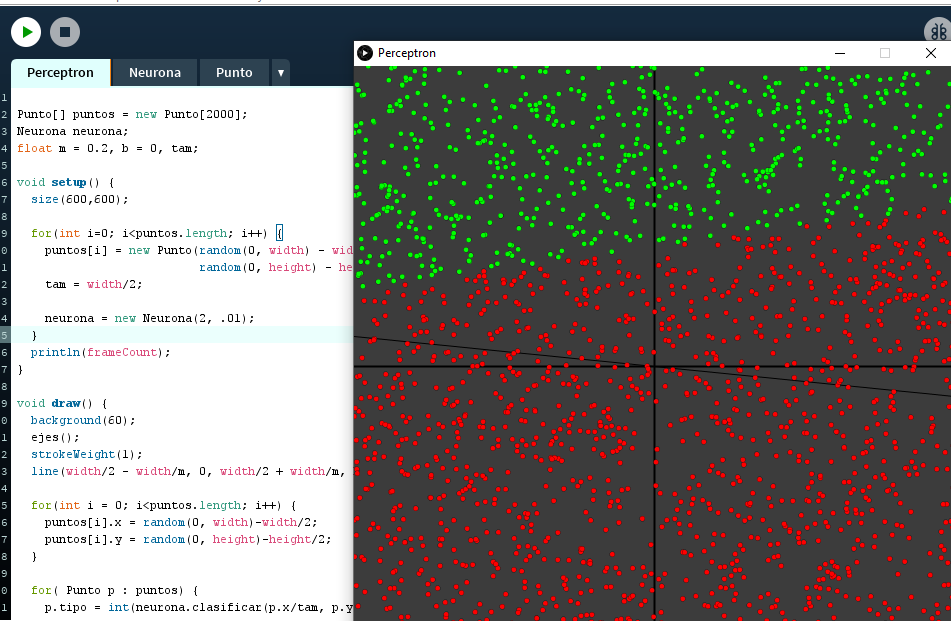 Perceptron
Perceptron Neurona Punto ▼
1
2 Punto[] puntos = new Punto[2000];
3 Neurona neurona;
4 float m = 0.2, b = 0, tam;
5
6 void setup() {
7 size(600,600);
8
9 for(int i=0; i<puntos.length; i++) {
0 puntos[i] = new Punto(random(0, width) - wid
1 random(0, height) - he
2 tam = width/2;
3
4 neurona = new Neurona(2, .01);
5 }
6 println(frameCount);
7 }
8
9 void draw() {
0 background(60);
1 ejes();
2 strokeWeight(1);
3 line(width/2 - width/m, 0, width/2 + width/m,
4
5 for(int i = 0; i<puntos.length; i++) {
6 puntos[i].x = random(0, width)-width/2;
7 puntos[i].y = random(0, height)-height/2;
8 }
9
0 for( Punto p : puntos) {
1 p.tipo = int(neurona.clasificar(p.x/tam, p.y